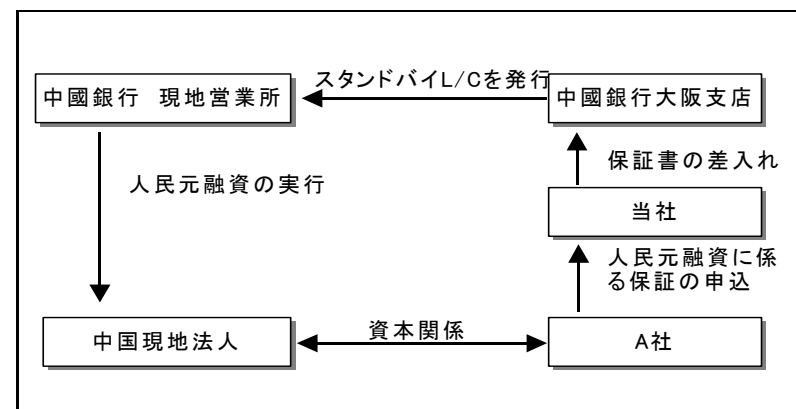 スタンドバイL/Cを発行
中國銀行 現地営業所
中國銀行大阪支店
保証書の差入れ
人民元融資の実行
当社
人民元融資に係
る保証の申込
資本関係
中国現地法人
A社